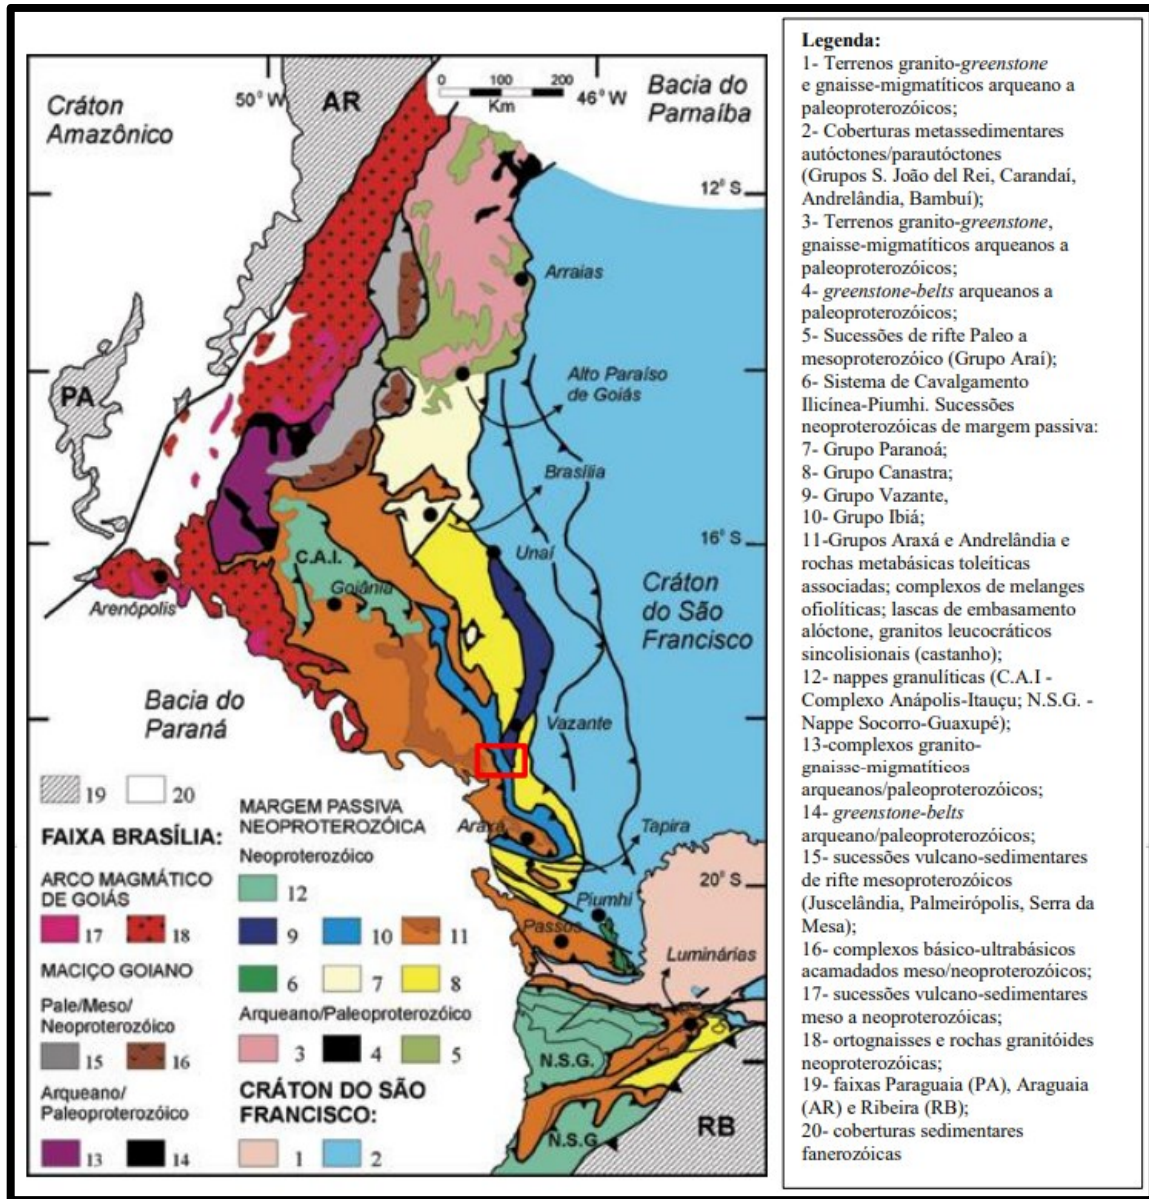 0 100 200
Km
50° W
46° W
AR
Cráton
Amazônico
Bacia do
Parnaíba
12° S
Arraias
PA
Alto Paraíso
de Goiás
Brasília
16° S
Unaí
C.A.I.
Goiânia
Cráton
do São
Francisco
Arenópolis
Bacia do
Paraná
Vazante
Araxá
Tapira
20° S
Piumhi
Passos
Luminárias
N.S.G.
N.S.G
RB
19 20
FAIXA BRASÍLIA:
ARCO MAGMÁTICO
DE GOIÁS
17 18
MACIÇO GOIANO
Pale/Meso/
Neoproterozóico
15 16
Arqueano/
Paleoproterozóico
13 14
MARGEM PASSIVA
NEOPROTEROZÓICA
Neoproterozóico
12
9 10 11
6 7 8
Arqueano/Paleoproterozóico
3 4 5
CRÁTON DO SÃO
FRANCISCO:
1 2
Legenda:
1- Terrenos granito-greenstone
e gnaisse-migmatíticos arqueano a
paleoproterozóicos;
2- Coberturas metassedimentares
autóctones/parautóctones
(Grupos S. João del Rei, Carandaí,
Andrelândia, Bambuí);
3- Terrenos granito-greenstone,
gnaisse-migmatíticos arqueanos a
paleoproterozóicos;
4- greenstone-belts arqueanos a
paleoproterozóicos;
5- Sucessões de rifte Paleo a
mesoproterozóico (Grupo Araí);
6- Sistema de Cavalgamento
Ilicínea-Piumhi. Sucessões
neoproterozóicas de margem passiva:
7- Grupo Paranoá;
8- Grupo Canastra;
9- Grupo Vazante,
10- Grupo Ibiá;
11-Grupos Araxá e Andrelândia e
rochas metabásicas toleíticas
associadas; complexos de melanges
ofiolíticas; lascas de embasamento
alóctone, granitos leucocráticos
sincolisionais (castanho);
12- nappes granulíticas (C.A.I -
Complexo Anápolis-Itauçu; N.S.G. -
Nappe Socorro-Guaxupé);
13-complexos granito-
gnaisse-migmatíticos
arqueanos/paleoproterozóicos;
14- greenstone-belts
arqueano/paleoproterozóicos;
15- sucessões vulcano-sedimentares
de rifte mesoproterozóicos
(Juscelândia, Palmeirópolis, Serra da
Mesa);
16- complexos básico-ultrabásicos
acamadados meso/neoproterozóicos;
17- sucessões vulcano-sedimentares
meso a neoproterozóicas;
18- ortognaisses e rochas granitóides
neoproterozóicas;
19- faixas Paraguaia (PA), Araguaia
(AR) e Ribeira (RB);
20- coberturas sedimentares
fanerozóicas